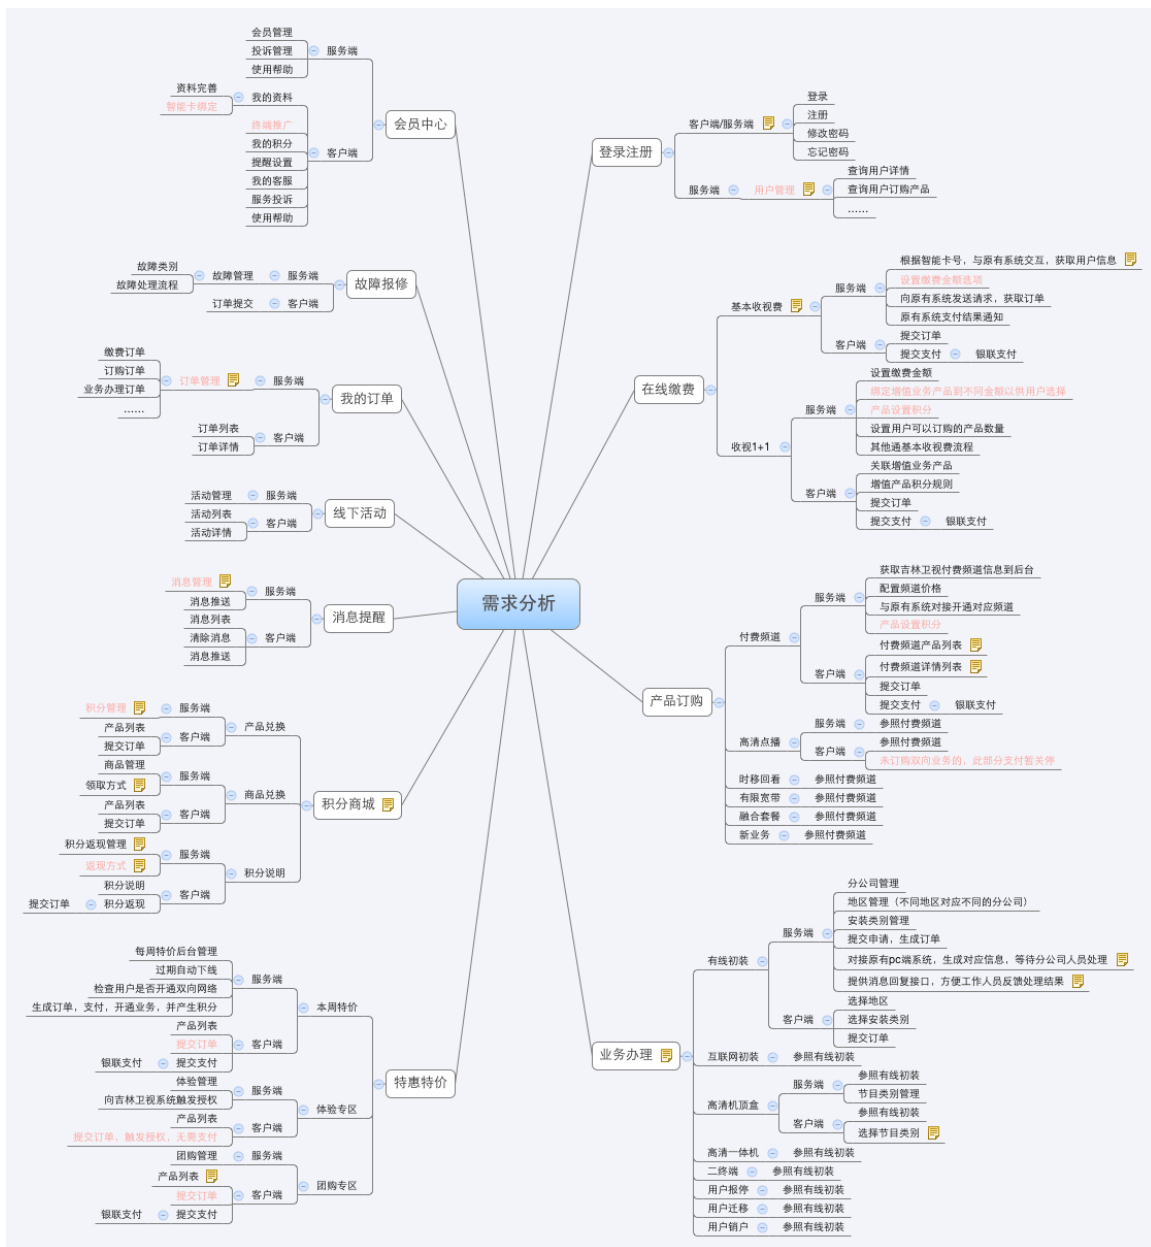 需求分析
会员中心
服务端
会员管理
投诉管理
使用帮助
客户端
我的资料
资料完善
智能卡绑定
终端推广
我的积分
提醒设置
我的客服
服务投诉
使用帮助
故障报修
服务端
故障管理
故障类别
故障处理流程
客户端
订单提交
我的订单
服务端
订单管理
缴费订单
订购订单
业务办理订单
……
客户端
订单列表
订单详情
线下活动
服务端
活动管理
客户端
活动列表
活动详情
消息提醒
服务端
消息管理
消息推送
客户端
消息列表
清除消息
消息推送
积分商城
产品兑换
服务端
积分管理
客户端
产品列表
提交订单
商品兑换
服务端
商品管理
领取方式
客户端
产品列表
提交订单
积分说明
服务端
积分返现管理
返现方式
客户端
积分说明
积分返现
提交订单
特惠特价
本周特价
服务端
每周特价后台管理
过期自动下线
检查用户是否开通双向网络
生成订单，支付，开通业务，并产生积分
客户端
产品列表
提交订单
提交支付
银联支付
体验专区
服务端
体验管理
向吉林卫视系统触发授权
客户端
产品列表
提交订单，触发授权，无需支付
团购专区
服务端
团购管理
客户端
产品列表
提交订单
提交支付
银联支付
登录注册
客户端/服务端
登录
注册
修改密码
忘记密码
服务端
用户管理
查询用户详情
查询用户订购产品
……
在线缴费
基本收视费
服务端
根据智能卡号，与原有系统交互，获取用户信息
设置缴费金额选项
向原有系统发送请求，获取订单
原有系统支付结果通知
客户端
提交订单
提交支付
银联支付
收视1+1
服务端
设置缴费金额
绑定增值业务产品到不同金额以供用户选择
产品设置积分
设置用户可以订购的产品数量
其他通基本收视费流程
客户端
关联增值业务产品
增值产品积分规则
提交订单
提交支付
银联支付
产品订购
付费频道
服务端
获取吉林卫视付费频道信息到后台
配置频道价格
与原有系统对接开通对应频道
产品设置积分
客户端
付费频道产品列表
付费频道详情列表
提交订单
提交支付
银联支付
高清点播
服务端
参照付费频道
客户端
参照付费频道
未订购双向业务的，此部分支付暂关停
时移回看
参照付费频道
有限宽带
参照付费频道
融合套餐
参照付费频道
新业务
参照付费频道
业务办理
有线初装
服务端
分公司管理
地区管理（不同地区对应不同的分公司）
安装类别管理
提交申请，生成订单
对接原有pc端系统，生成对应信息，等待分公司人员处理
提供消息回复接口，方便工作人员反馈处理结果
客户端
选择地区
选择安装类别
提交订单
互联网初装
参照有线初装
高清机顶盒
服务端
参照有线初装
节目类别管理
客户端
参照有线初装
选择节目类别
高清一体机
参照有线初装
二终端
参照有线初装
用户报停
参照有线初装
用户迁移
参照有线初装
用户销户
参照有线初装